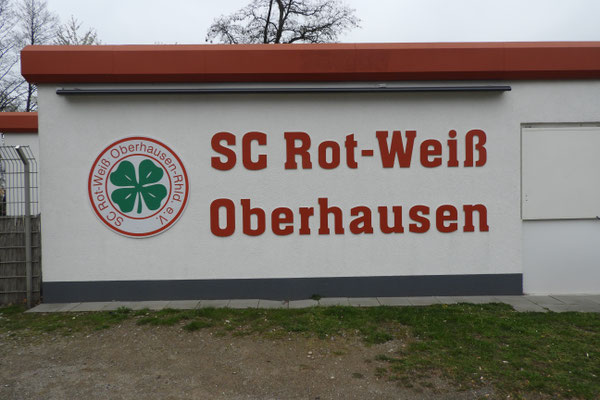 SC Rot-Weiß Oberhausen-Rhld. e.V.
SC Rot-Weiß
Oberhausen